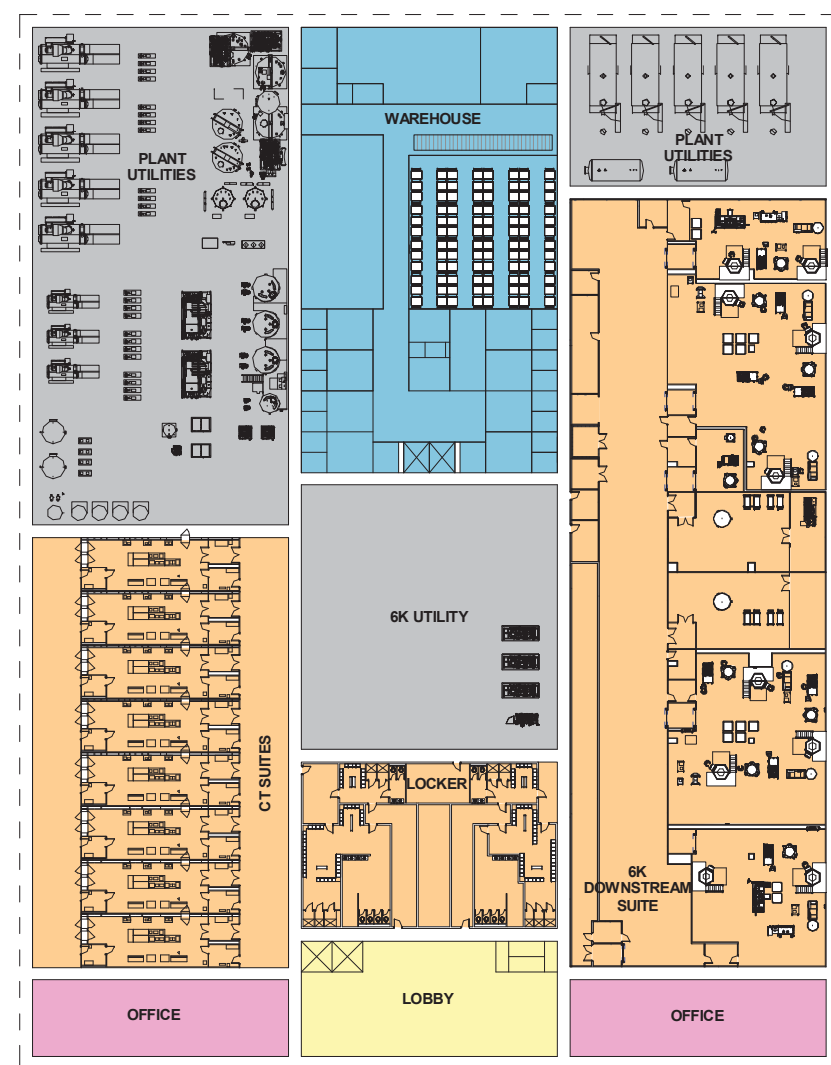 WAREHOUSE
PLANT
UTILITIES
PLANT
UTILITIES
6K UTILITY
CT SUITES
LOCKER
6K
DOWNSTREAM
SUITE
OFFICE
LOBBY
OFFICE